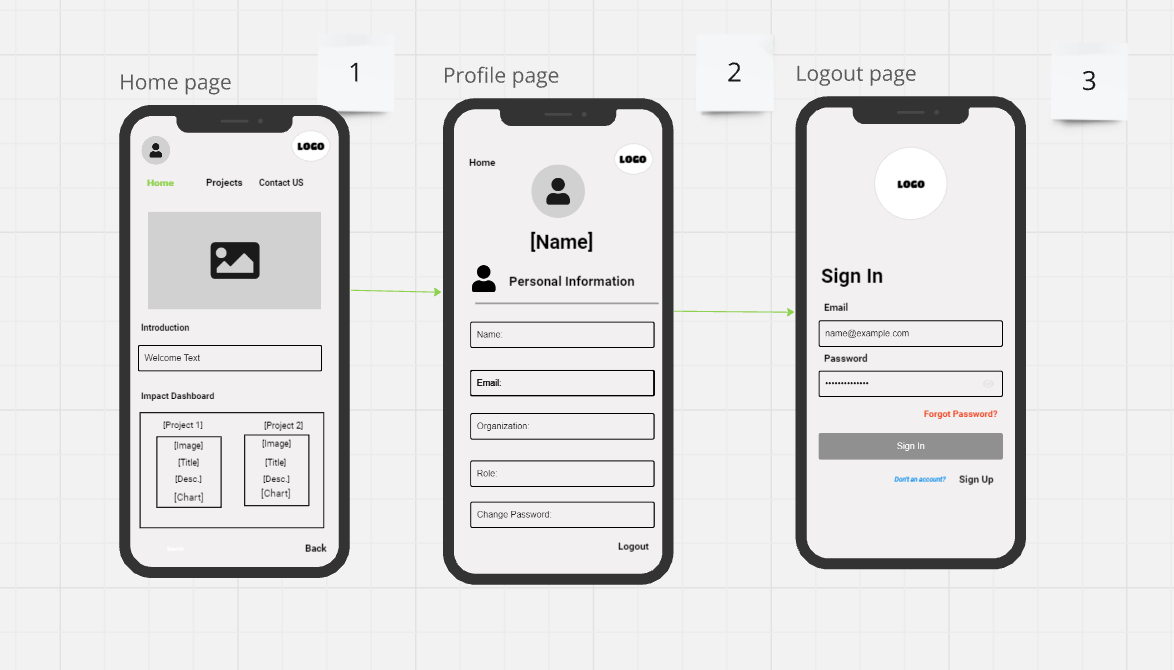 Home page
1
LOGO
Home Projects Contact US
Introduction
Welcome Text
Impact Dashboard
[Project 1] [Project 2]
[Image] [Image]
[Title] [Title]
[Desc.] [Desc.]
[Chart] [Chart]
Back
Profile page
2
Home
LOGO
[Name]
Personal Information
Name:
Email:
Organization:
Role:
Change Password:
Logout
Logout page
3
LOGO
Sign In
Email
name@example.com
Password
Forgot Password?
Sign In
Don't an account? Sign Up